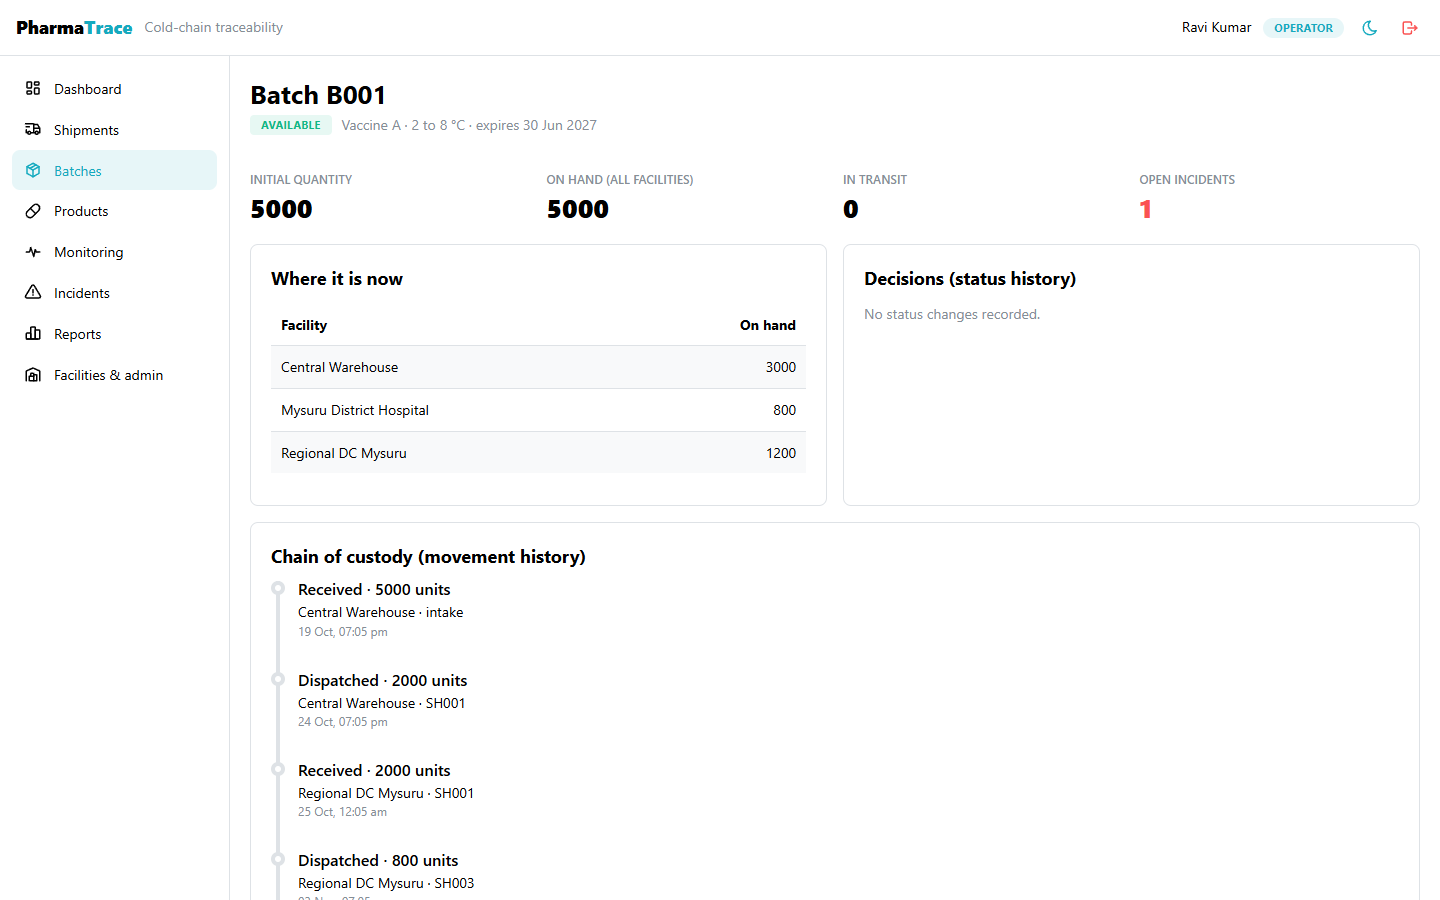 PharmaTrace Cold-chain traceability
Ravi Kumar OPERATOR
Dashboard
Shipments
Batches
Products
Monitoring
Incidents
Reports
Facilities & admin
Batch B001
AVAILABLE Vaccine A · 2 to 8 °C · expires 30 Jun 2027
INITIAL QUANTITY
5000
ON HAND (ALL FACILITIES)
5000
IN TRANSIT
0
OPEN INCIDENTS
1
Where it is now
Facility On hand
Central Warehouse 3000
Mysuru District Hospital 800
Regional DC Mysuru 1200
Decisions (status history)
No status changes recorded.
Chain of custody (movement history)
Received · 5000 units
Central Warehouse · intake
19 Oct, 07:05 pm
Dispatched · 2000 units
Central Warehouse · SH001
24 Oct, 07:05 pm
Received · 2000 units
Regional DC Mysuru · SH001
25 Oct, 12:05 am
Dispatched · 800 units
Regional DC Mysuru · SH003